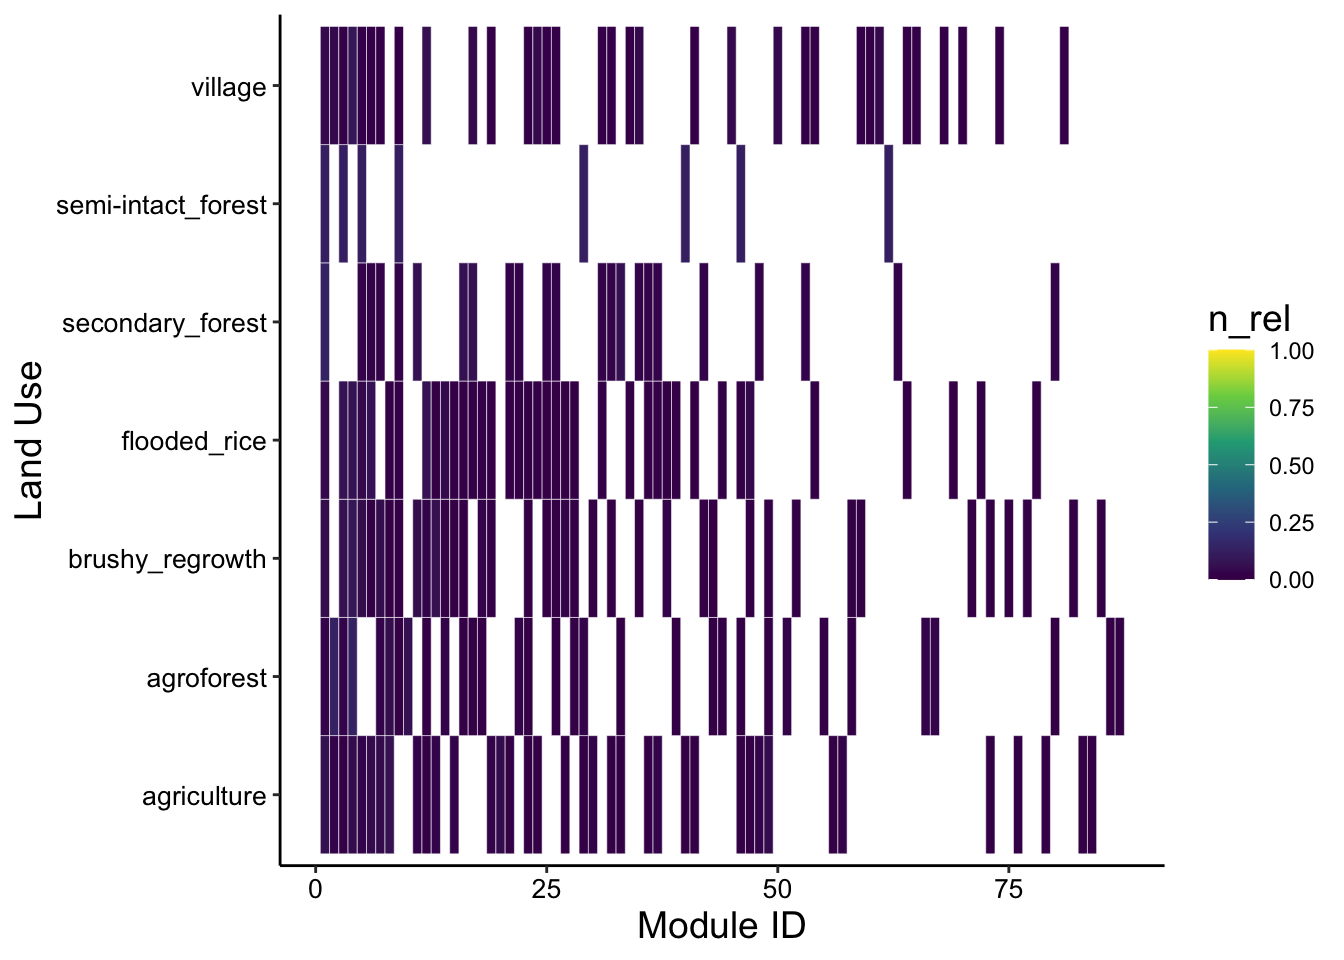 village
semi-intact_forest
secondary_forest
flooded_rice
brushy_regrowth
agroforest
agriculture
Land Use
0
25
50
75
Module ID
n_rel
1.00
0.75
0.50
0.25
0.00